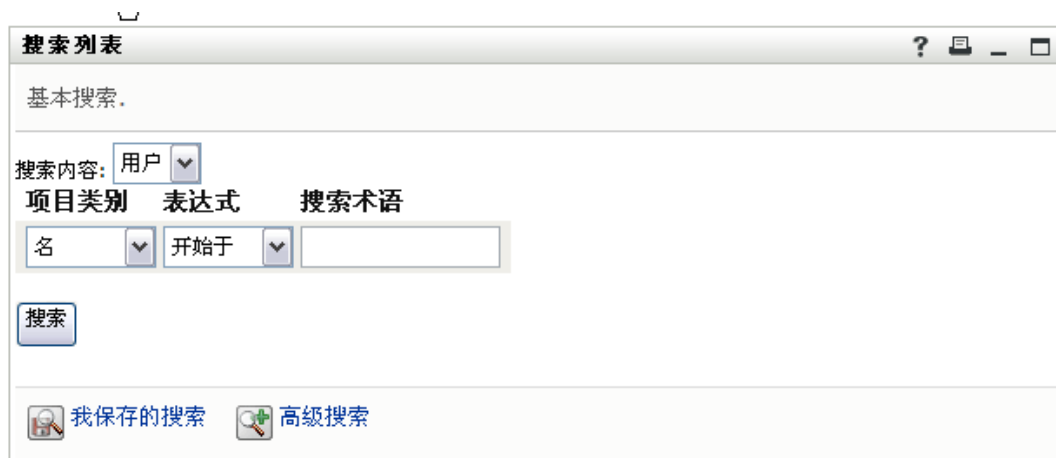 搜索列表
基本搜索.
搜索内容: 用户
项目类别 表达式 搜索术语
名 开始于
搜索
我保存的搜索 高级搜索